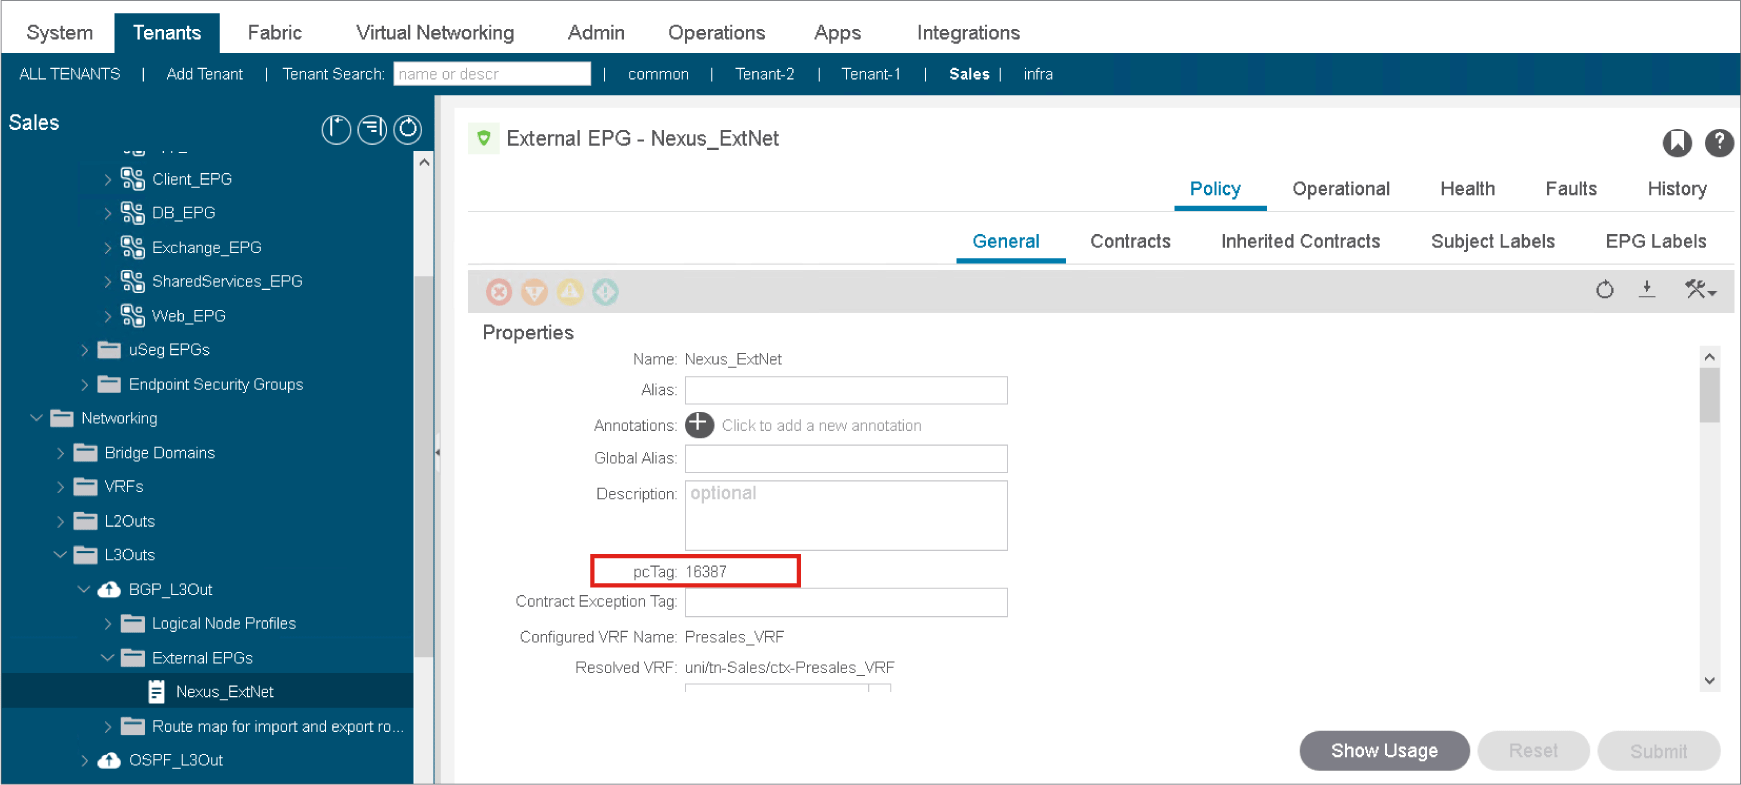 System Tenants Fabric Virtual Networking Admin Operations Apps Integrations
ALL TENANTS | Add Tenant | Tenant Search: name or descr | common | Tenant-2 | Tenant-1 | Sales | infra
Sales
Client_EPG
DB_EPG
Exchange_EPG
SharedServices_EPG
Web_EPG
uSeg EPGs
Endpoint Security Groups
Networking
Bridge Domains
VRFs
L2Outs
L3Outs
BGP_L3Out
Logical Node Profiles
External EPGs
Nexus_ExtNet
Route map for import and export ro...
OSPF_L3Out
External EPG - Nexus_ExtNet
Policy Operational Health Faults History
General Contracts Inherited Contracts Subject Labels EPG Labels
Properties
Name: Nexus_ExtNet
Alias:
Annotations: Click to add a new annotation
Global Alias:
Description: optional
pcTag: 16387
Contract Exception Tag:
Configured VRF Name: Presales_VRF
Resolved VRF: uni/tn-Sales/ctx-Presales_VRF
Show Usage Reset Submit